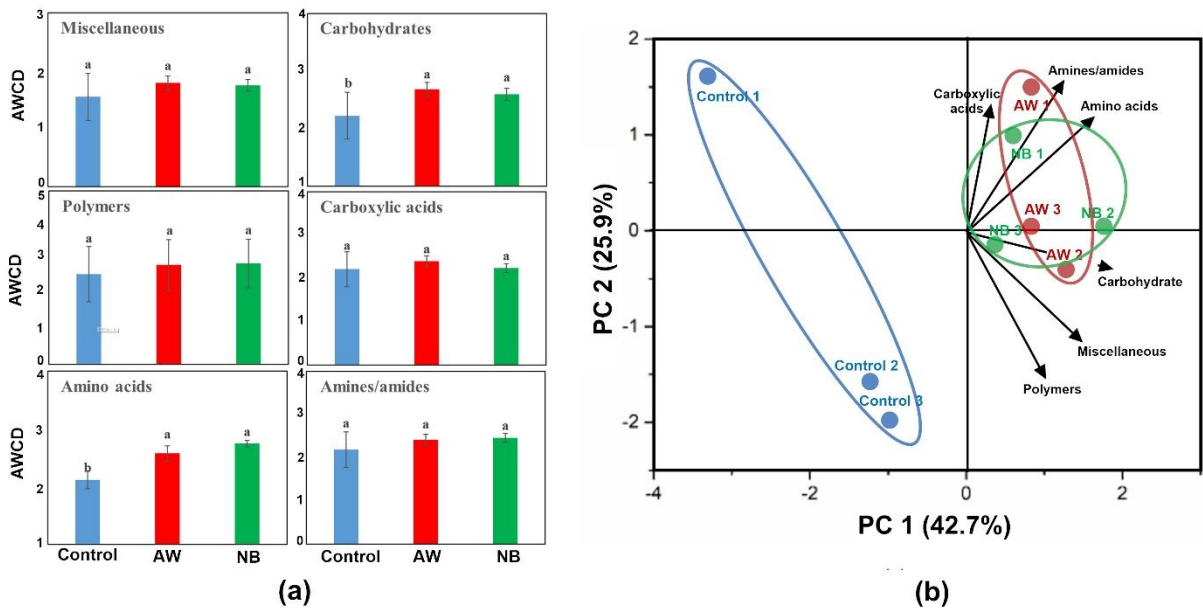 Miscellaneous
AWCD
3
2
1
0
a
a
a
Carbohydrates
4
3
2
1
0
b
a
a
Polymers
5
4
3
2
1
0
a
a
a
Carboxylic acids
4
3
2
1
0
a
a
a
Amino acids
AWCD
4
3
2
1
b
a
a
Control
AW
NB
Amines/amides
4
3
2
1
0
a
a
a
Control
AW
NB
(a)
PC 2 (25.9%)
2
1
0
-1
-2
Control 1
Control 2
Control 3
Carboxylic
acids
Amines/amides
AW 1
Amino acids
NB 1
AW 3
NB 2
NB 3
AW 2
Carbohydrate
Miscellaneous
Polymers
-4
-2
0
2
PC 1 (42.7%)
(b)